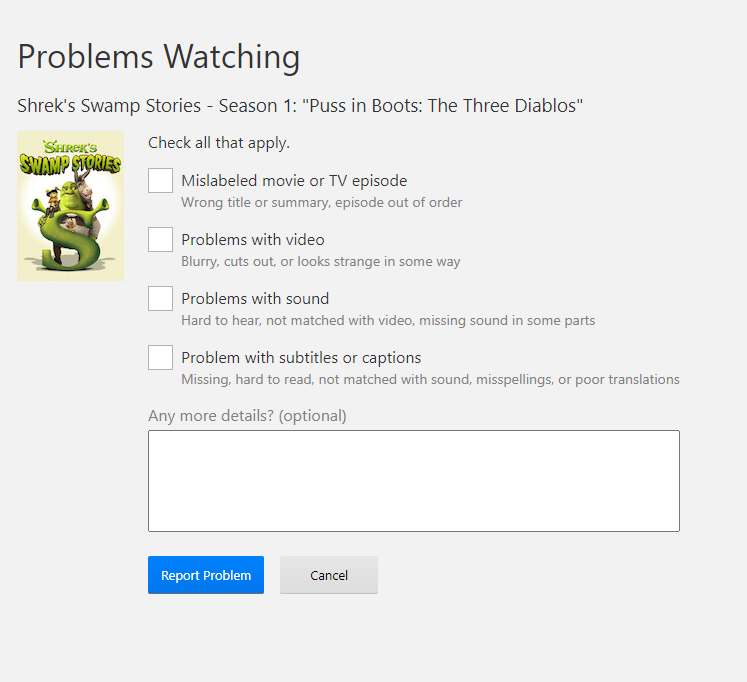 Problems Watching
Shrek's Swamp Stories - Season 1: "Puss in Boots: The Three Diablos"
SHREK'S
SWAMP STORIES
Check all that apply.
Mislabeled movie or TV episode
Wrong title or summary, episode out of order
Problems with video
Blurry, cuts out, or looks strange in some way
Problems with sound
Hard to hear, not matched with video, missing sound in some parts
Problem with subtitles or captions
Missing, hard to read, not matched with sound, misspellings, or poor translations
Any more details? (optional)
Report Problem
Cancel